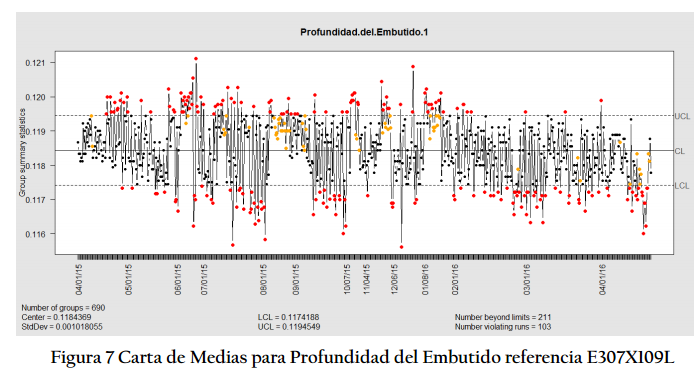 Profundidad.del.Embutido.1
Group summary statistics
0.121
0.120
0.119
0.118
0.117
0.116
UCL
CL
LCL
04/01/15
05/01/15
06/01/15
07/01/15
08/01/15
09/01/15
10/07/15
11/04/15
12/06/15
01/08/16
02/01/16
03/01/16
04/01/16
Number of groups = 690
Center = 0.1184369
StdDev = 0.001018055
LCL = 0.1174188
UCL = 0.1194549
Number beyond limits = 211
Number violating runs = 103
Figura 7 Carta de Medias para Profundidad del Embutido referencia E307X109L